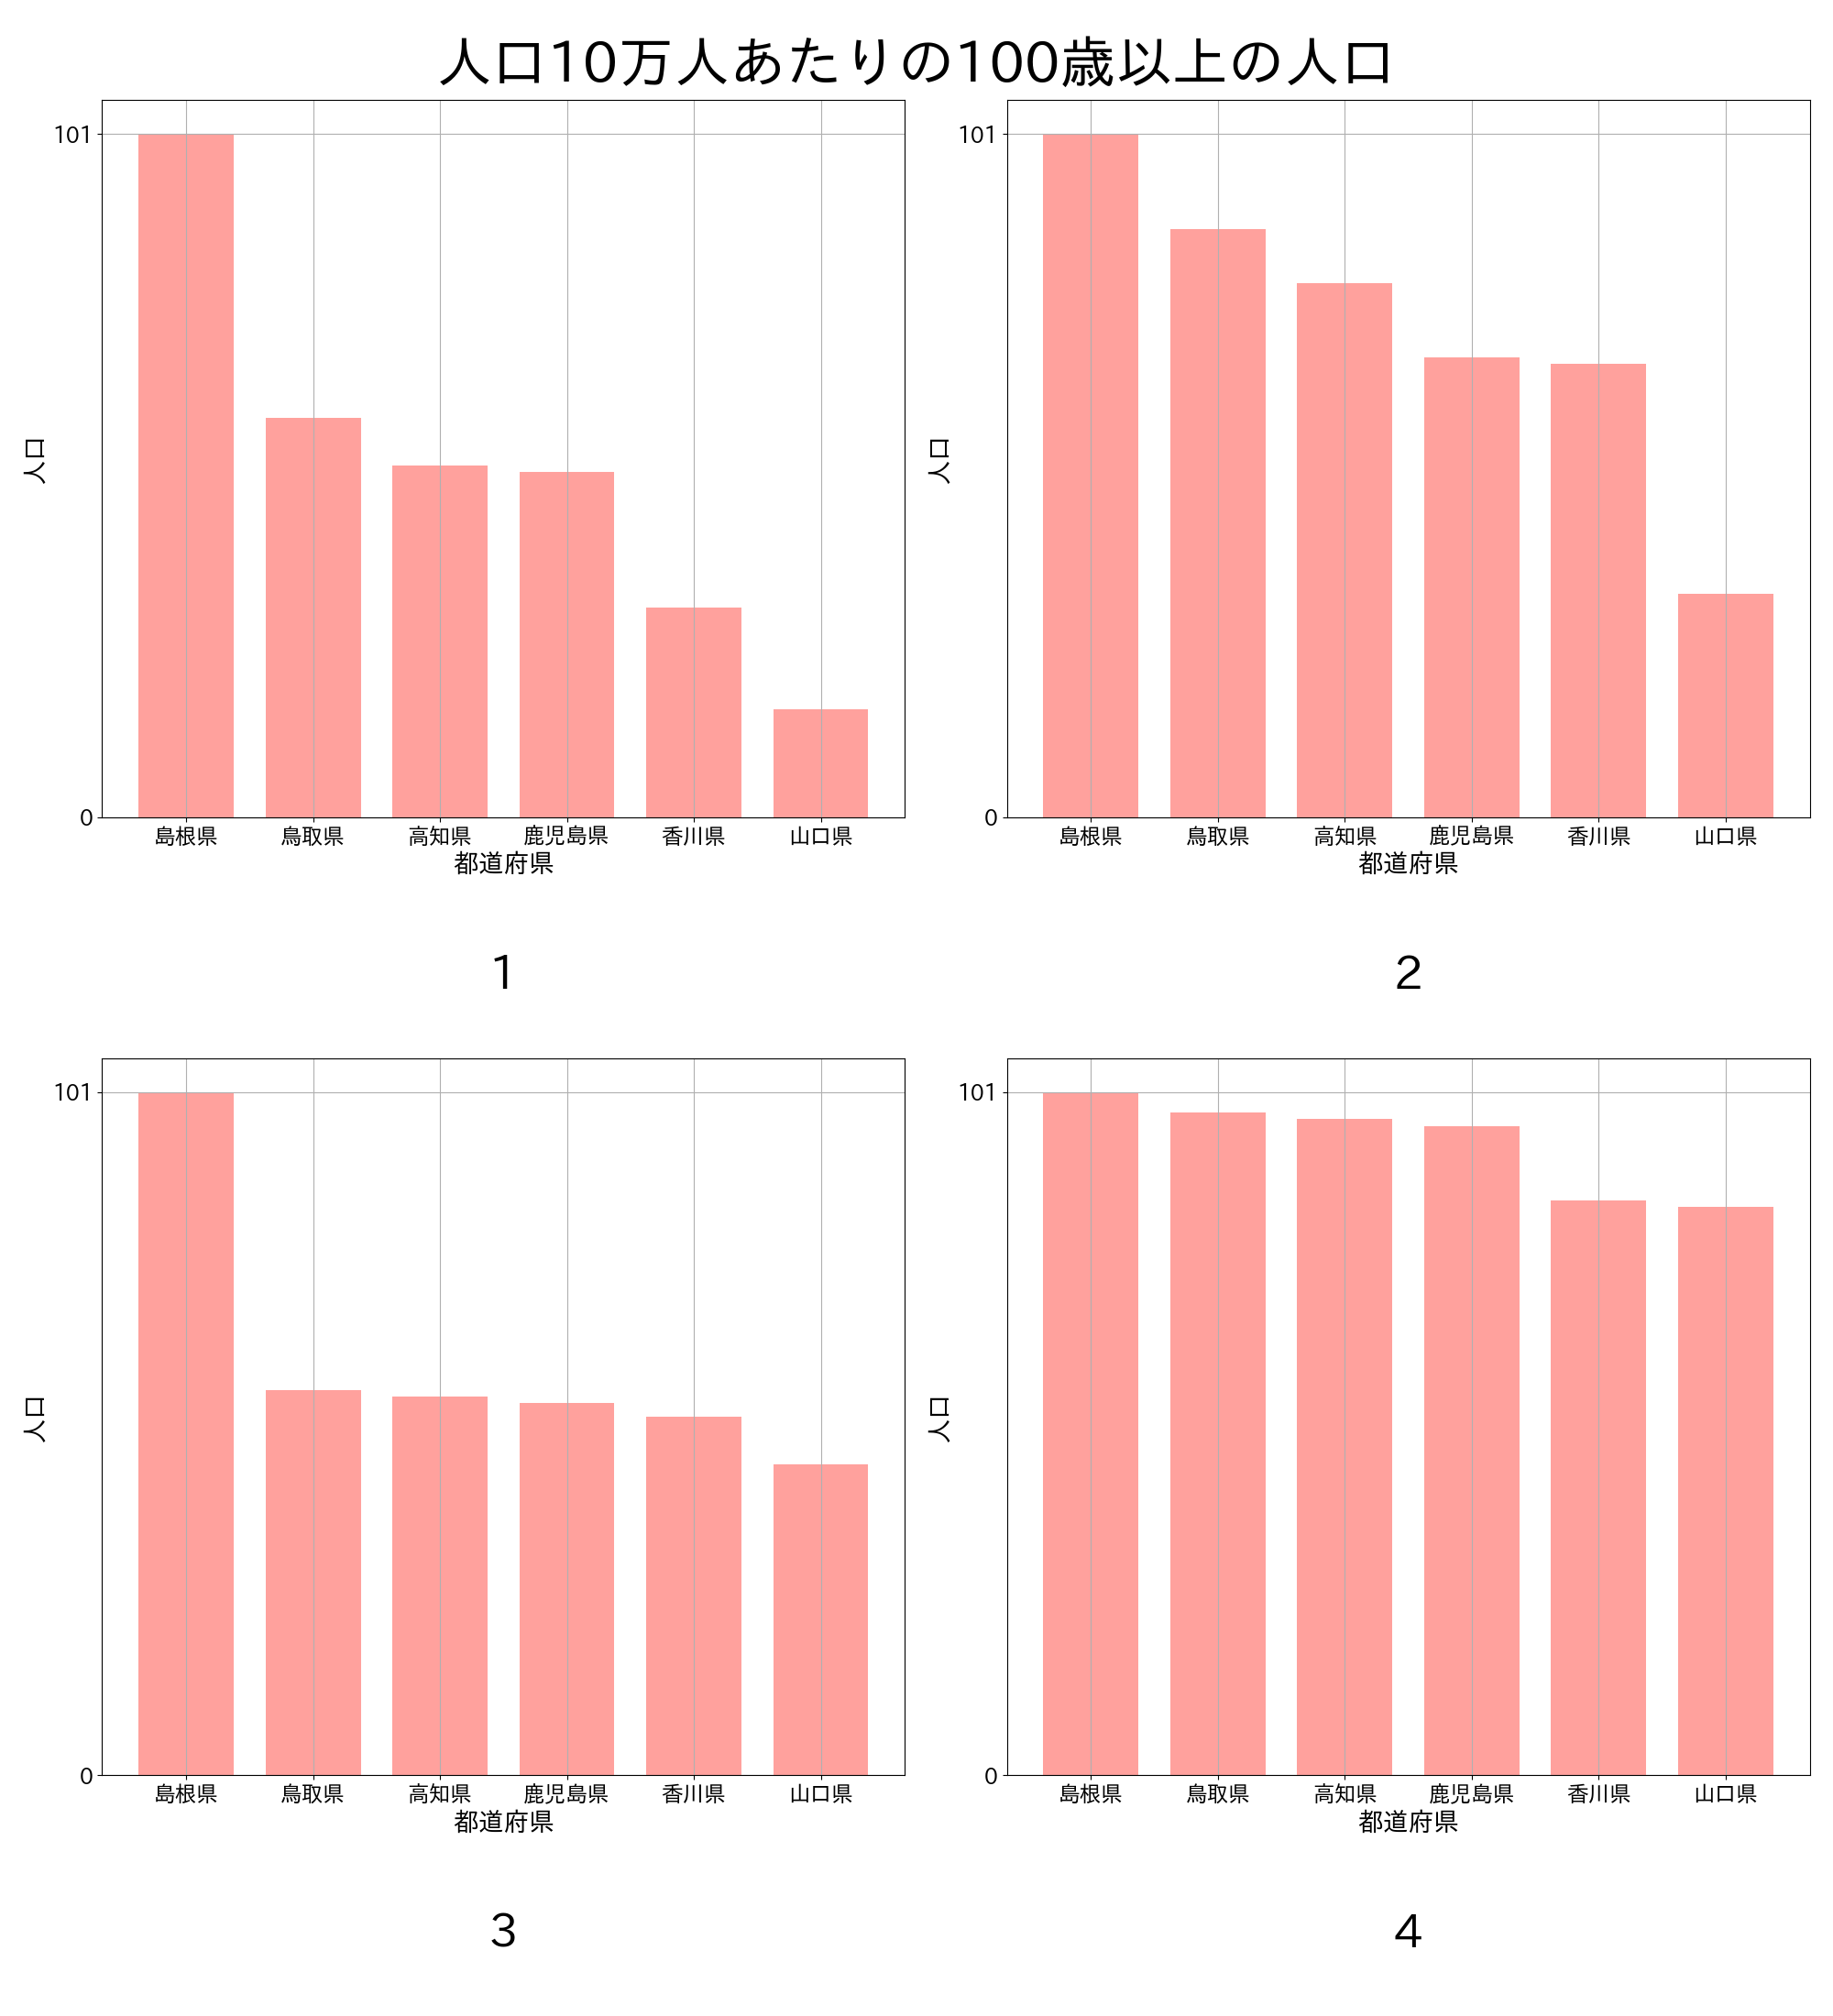 人口10万人あたりの100歳以上の人口
101
0
人口
島根県 鳥取県 高知県 鹿児島県 香川県 山口県
都道府県
1
101
0
人口
島根県 鳥取県 高知県 鹿児島県 香川県 山口県
都道府県
2
101
0
人口
島根県 鳥取県 高知県 鹿児島県 香川県 山口県
都道府県
3
101
0
人口
島根県 鳥取県 高知県 鹿児島県 香川県 山口県
都道府県
4